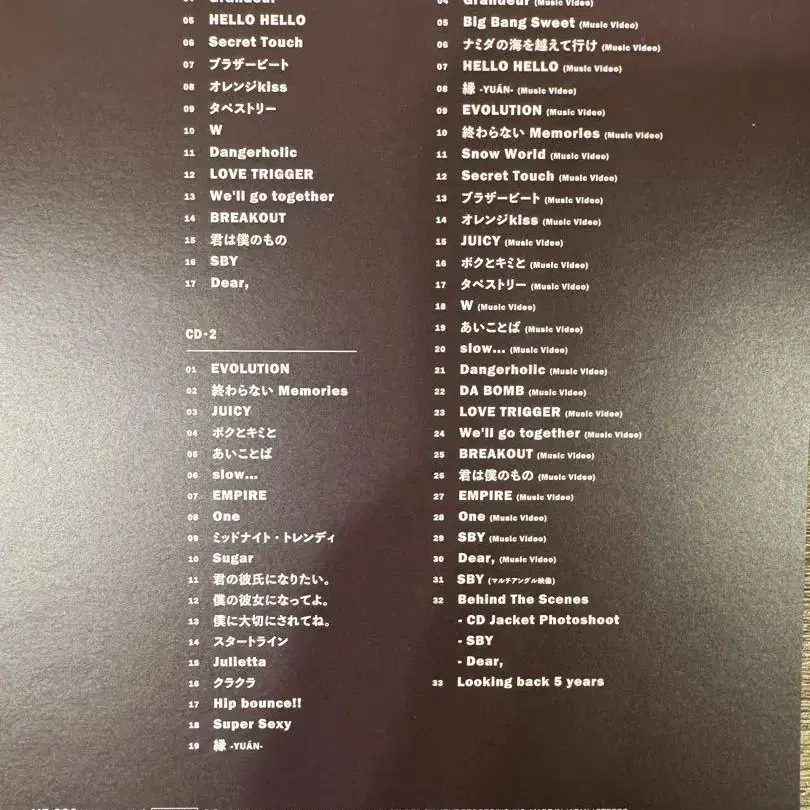 05 HELLO HELLO
06 Secret Touch
07 ブラザービート
08 オレンジkiss
09 タペストリー
10 W
11 Dangerholic
12 LOVE TRIGGER
13 We'll go together
14 BREAKOUT
15 君は僕のもの
16 SBY
17 Dear,
CD-2
01 EVOLUTION
02 終わらない Memories
03 JUICY
04 ボクとキミと
05 あいことば
06 slow...
07 EMPIRE
08 One
09 ミッドナイト・トレンディ
10 Sugar
11 君の彼氏になりたい。
12 僕の彼女になってよ。
13 僕に大切にされてね。
14 スタートライン
15 Julietta
16 クラクラ
17 Hip bounce!!
18 Super Sexy
19 縁 -YUÁN-
04 Grandeur (Music Video)
05 Big Bang Sweet (Music Video)
06 ナミダの海を越えて行け (Music Video)
07 HELLO HELLO (Music Video)
08 縁 -YUÁN- (Music Video)
09 EVOLUTION (Music Video)
10 終わらない Memories (Music Video)
11 Snow World (Music Video)
12 Secret Touch (Music Video)
13 ブラザービート (Music Video)
14 オレンジkiss (Music Video)
15 JUICY (Music Video)
16 ボクとキミと (Music Video)
17 タペストリー (Music Video)
18 W (Music Video)
19 あいことば (Music Video)
20 slow... (Music Video)
21 Dangerholic (Music Video)
22 DA BOMB (Music Video)
23 LOVE TRIGGER (Music Video)
24 We'll go together (Music Video)
25 BREAKOUT (Music Video)
26 君は僕のもの (Music Video)
27 EMPIRE (Music Video)
28 One (Music Video)
29 SBY (Music Video)
30 Dear, (Music Video)
31 SBY (マルチアングル映像)
32 Behind The Scenes
- CD Jacket Photoshoot
- SBY
- Dear,
33 Looking back 5 years